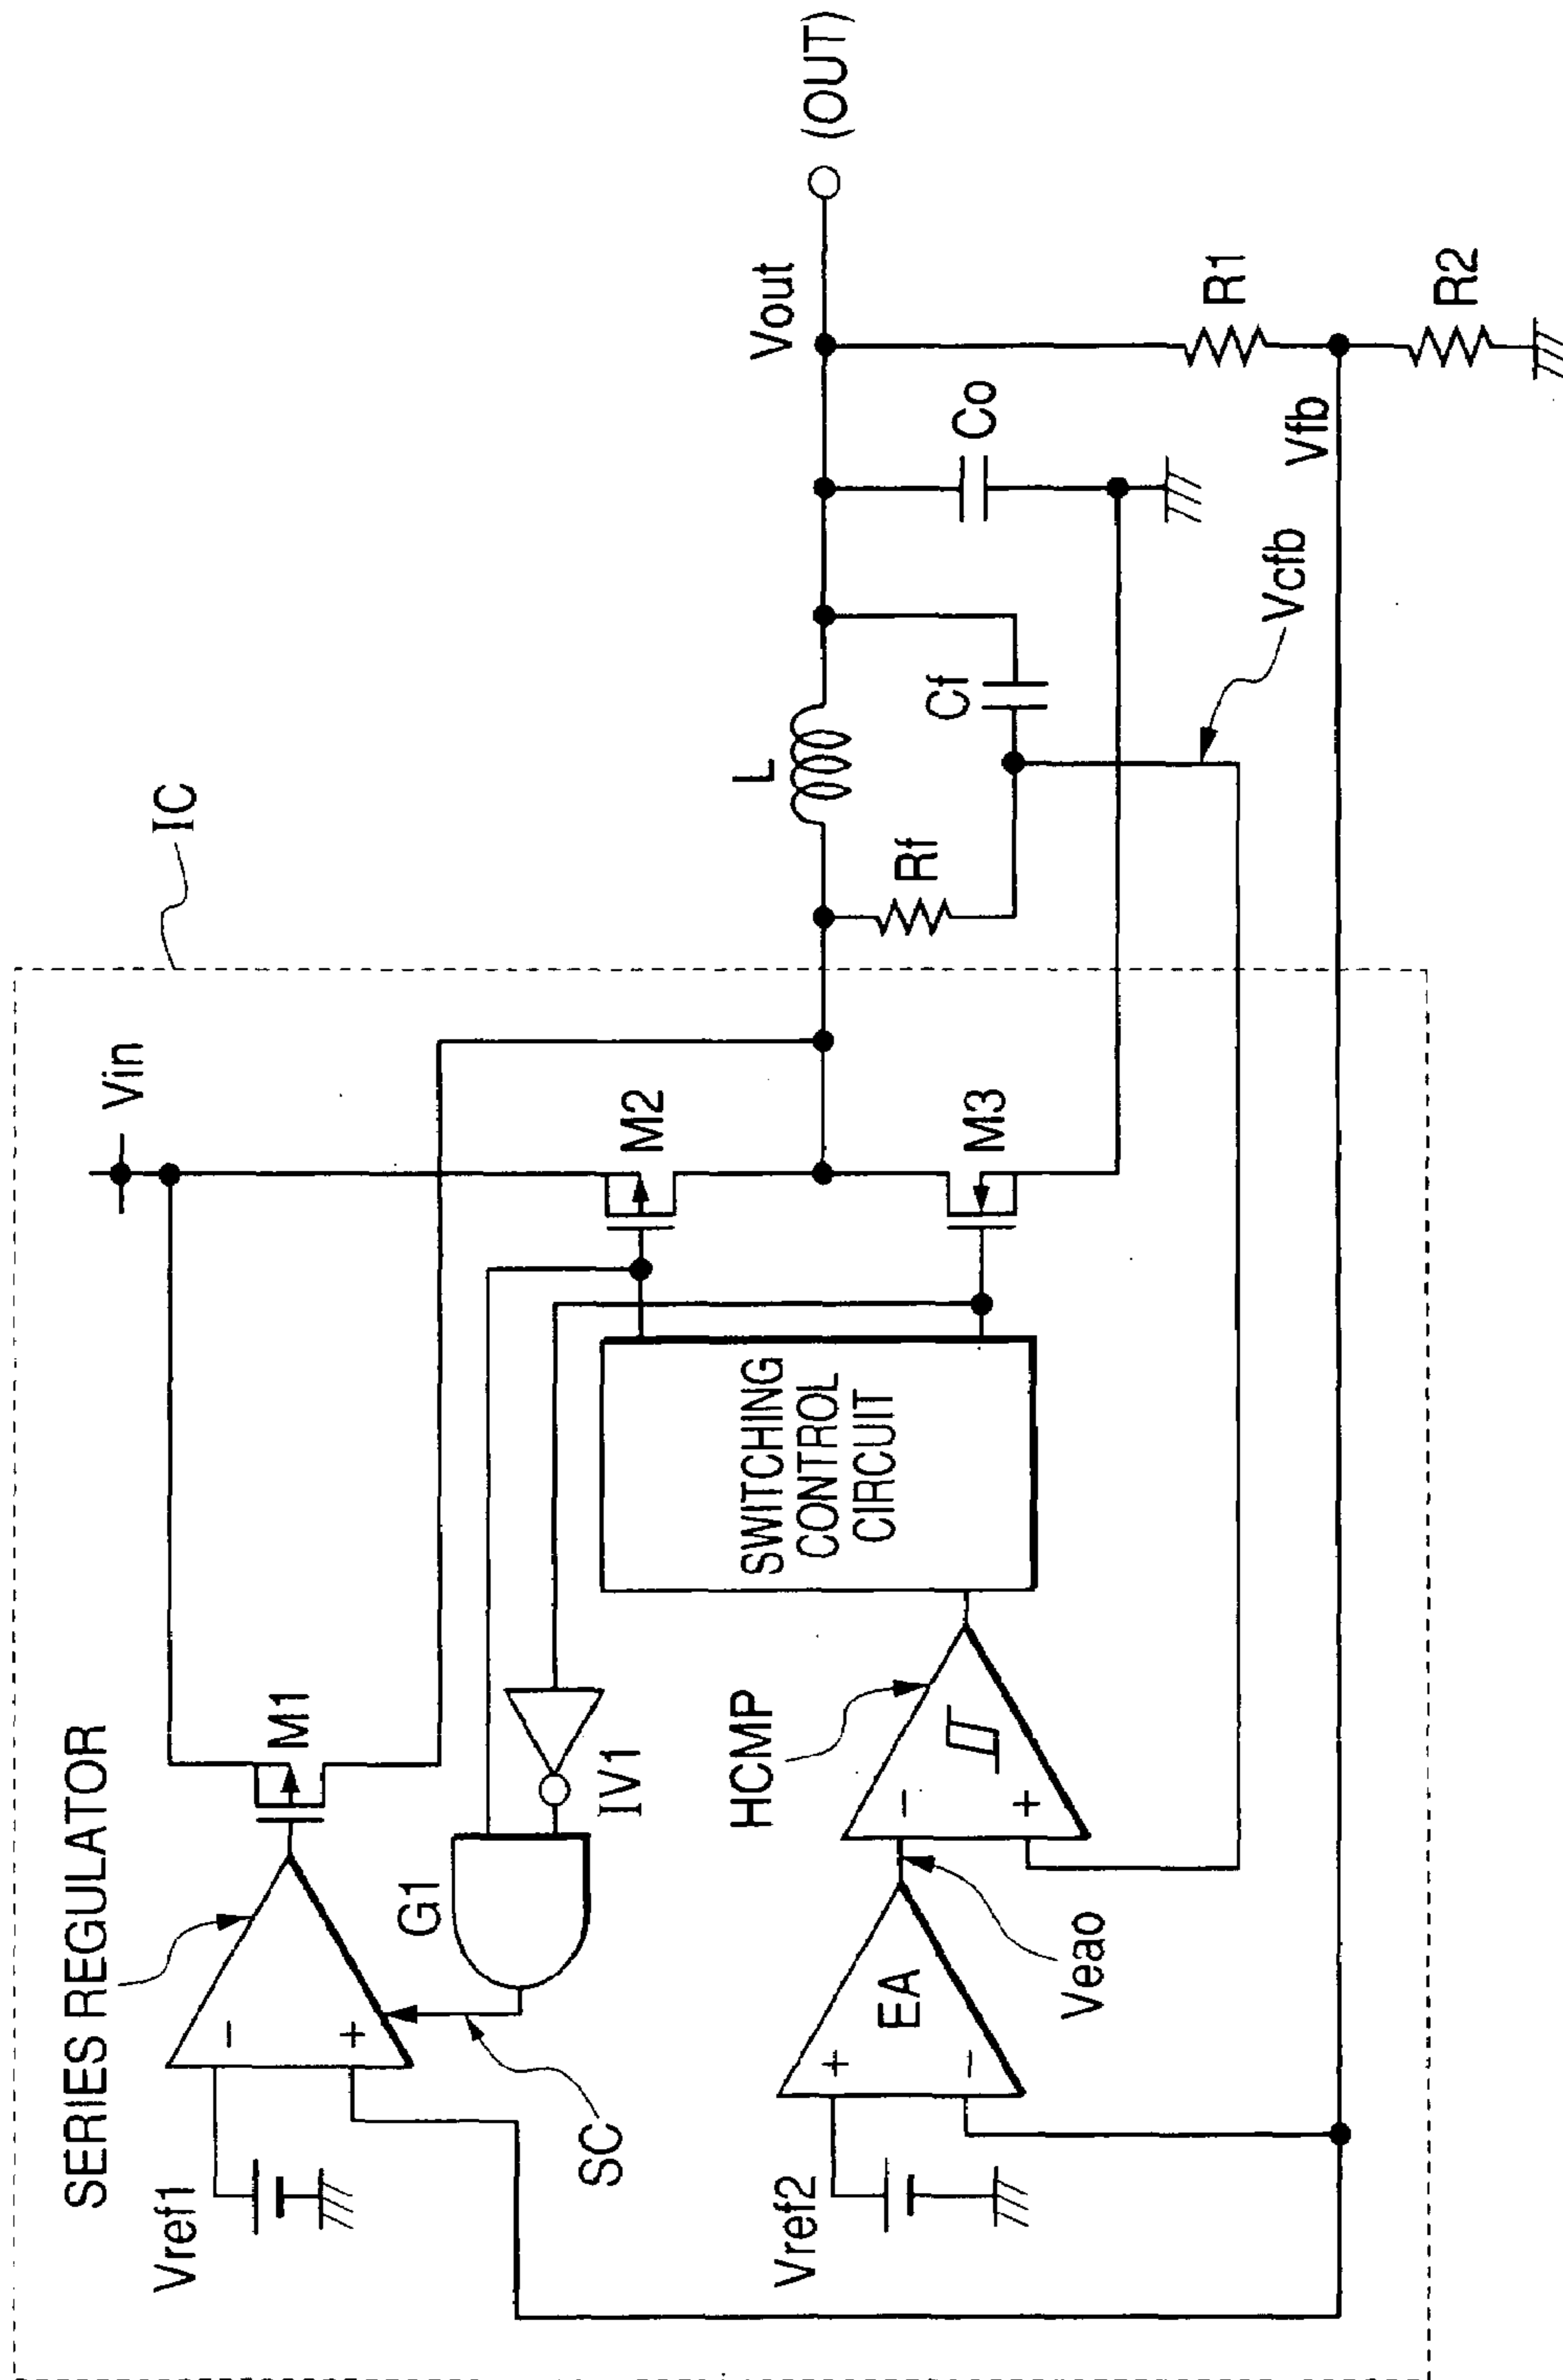 IC
SERIES REGULATOR
Vin
Vref1
M1
−
+
G1
IV1
SC
M2
SWITCHING
CONTROL
CIRCUIT
M3
HCMP
−
+
Vref2
+
EA
−
Veao
L
Rf
Cf
Vout
(OUT)
Co
R1
Vcfb
Vfb
R2